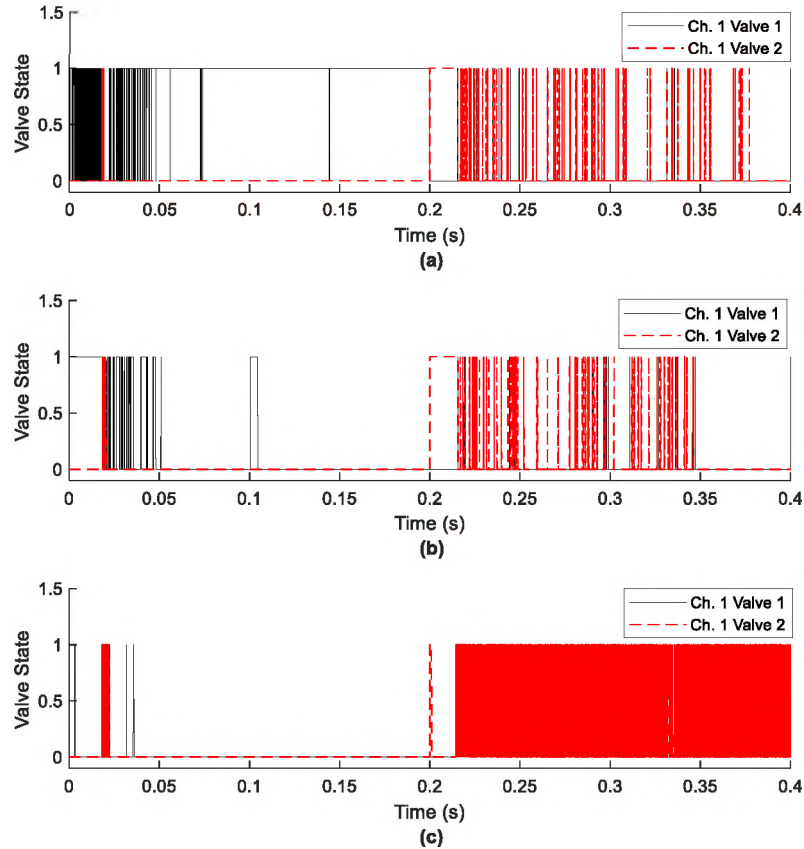 1.5
Ch. 1 Valve 1
Ch. 1 Valve 2
1
0.5
0
Valve State
0 0.05 0.1 0.15 0.2 0.25 0.3 0.35 0.4
Time (s)
(a)
1.5
Ch. 1 Valve 1
Ch. 1 Valve 2
1
0.5
0
Valve State
0 0.05 0.1 0.15 0.2 0.25 0.3 0.35 0.4
Time (s)
(b)
1.5
Ch. 1 Valve 1
Ch. 1 Valve 2
1
0.5
0
Valve State
0 0.05 0.1 0.15 0.2 0.25 0.3 0.35 0.4
Time (s)
(c)